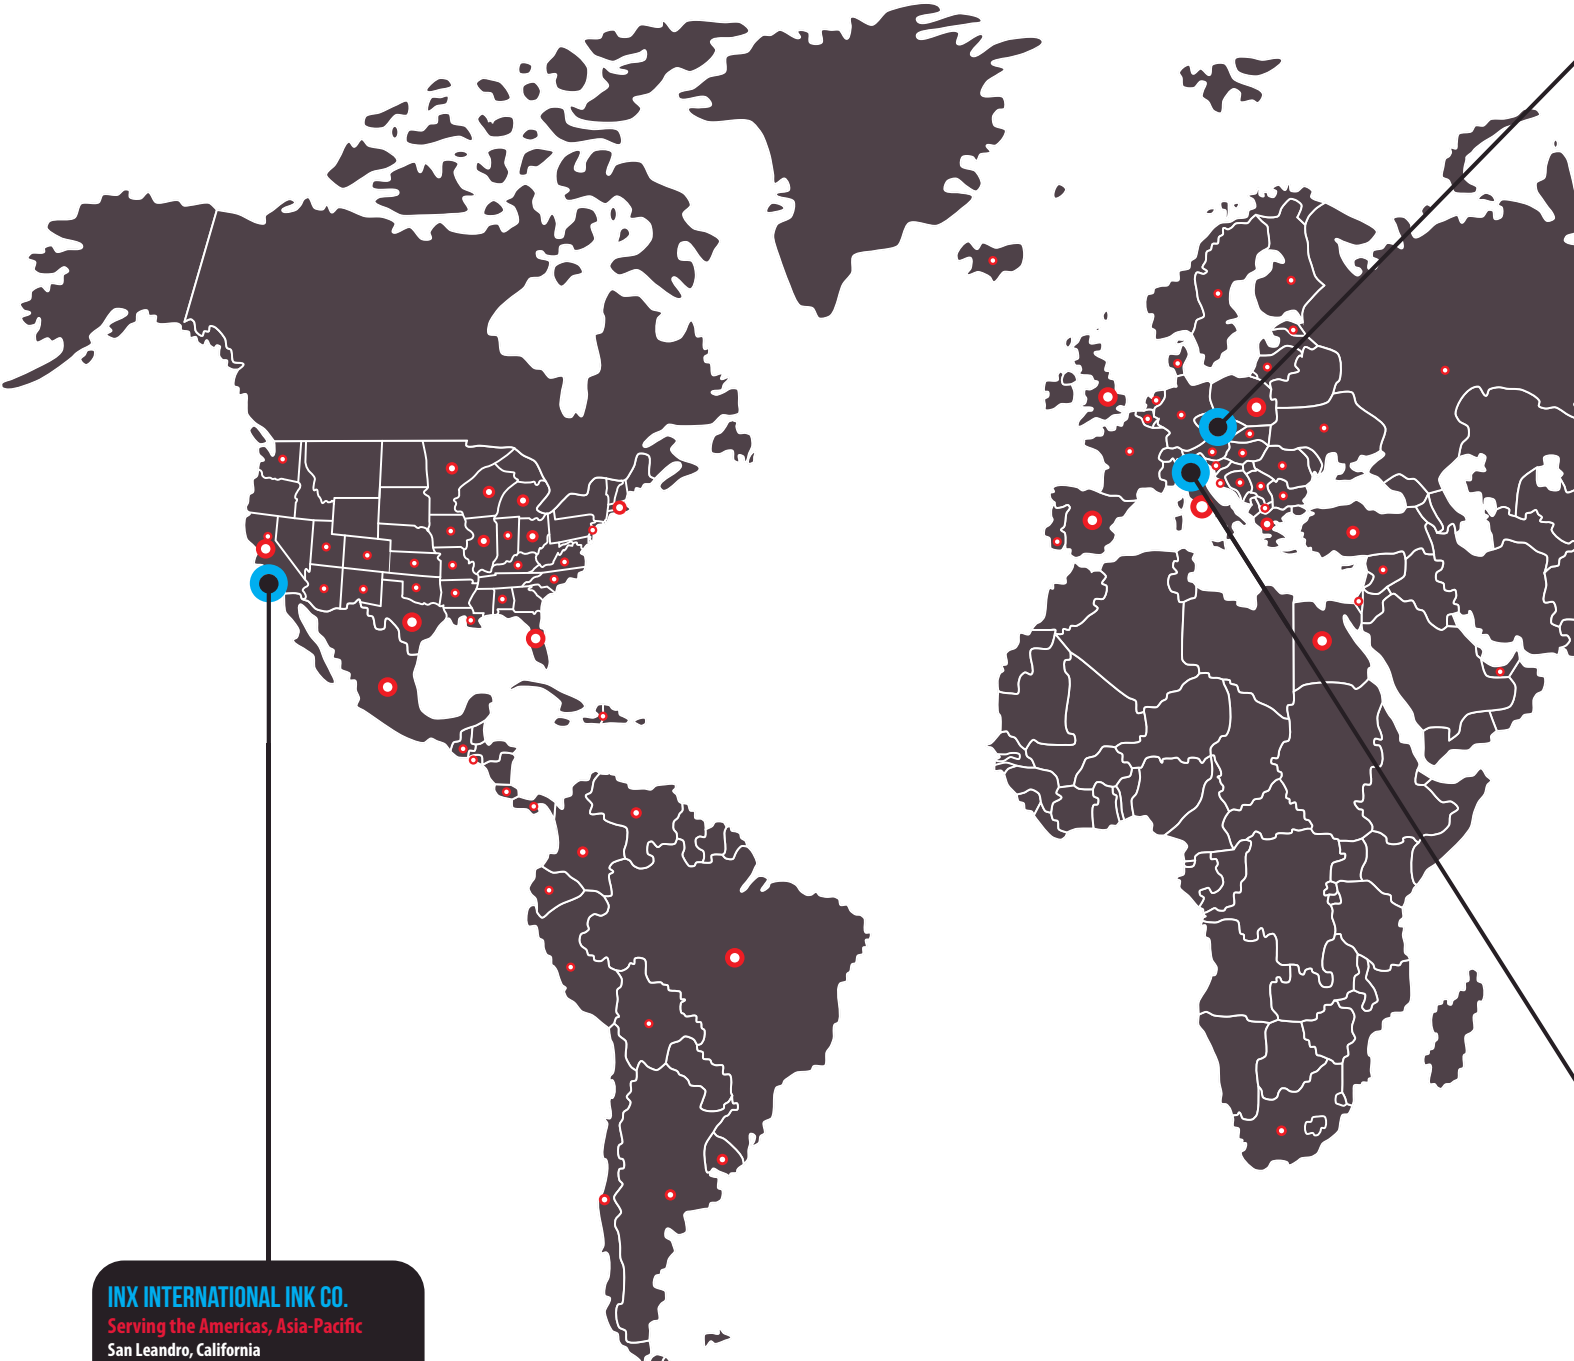 INX INTERNATIONAL INK CO.
Serving the Americas, Asia-Pacific
San Leandro, California